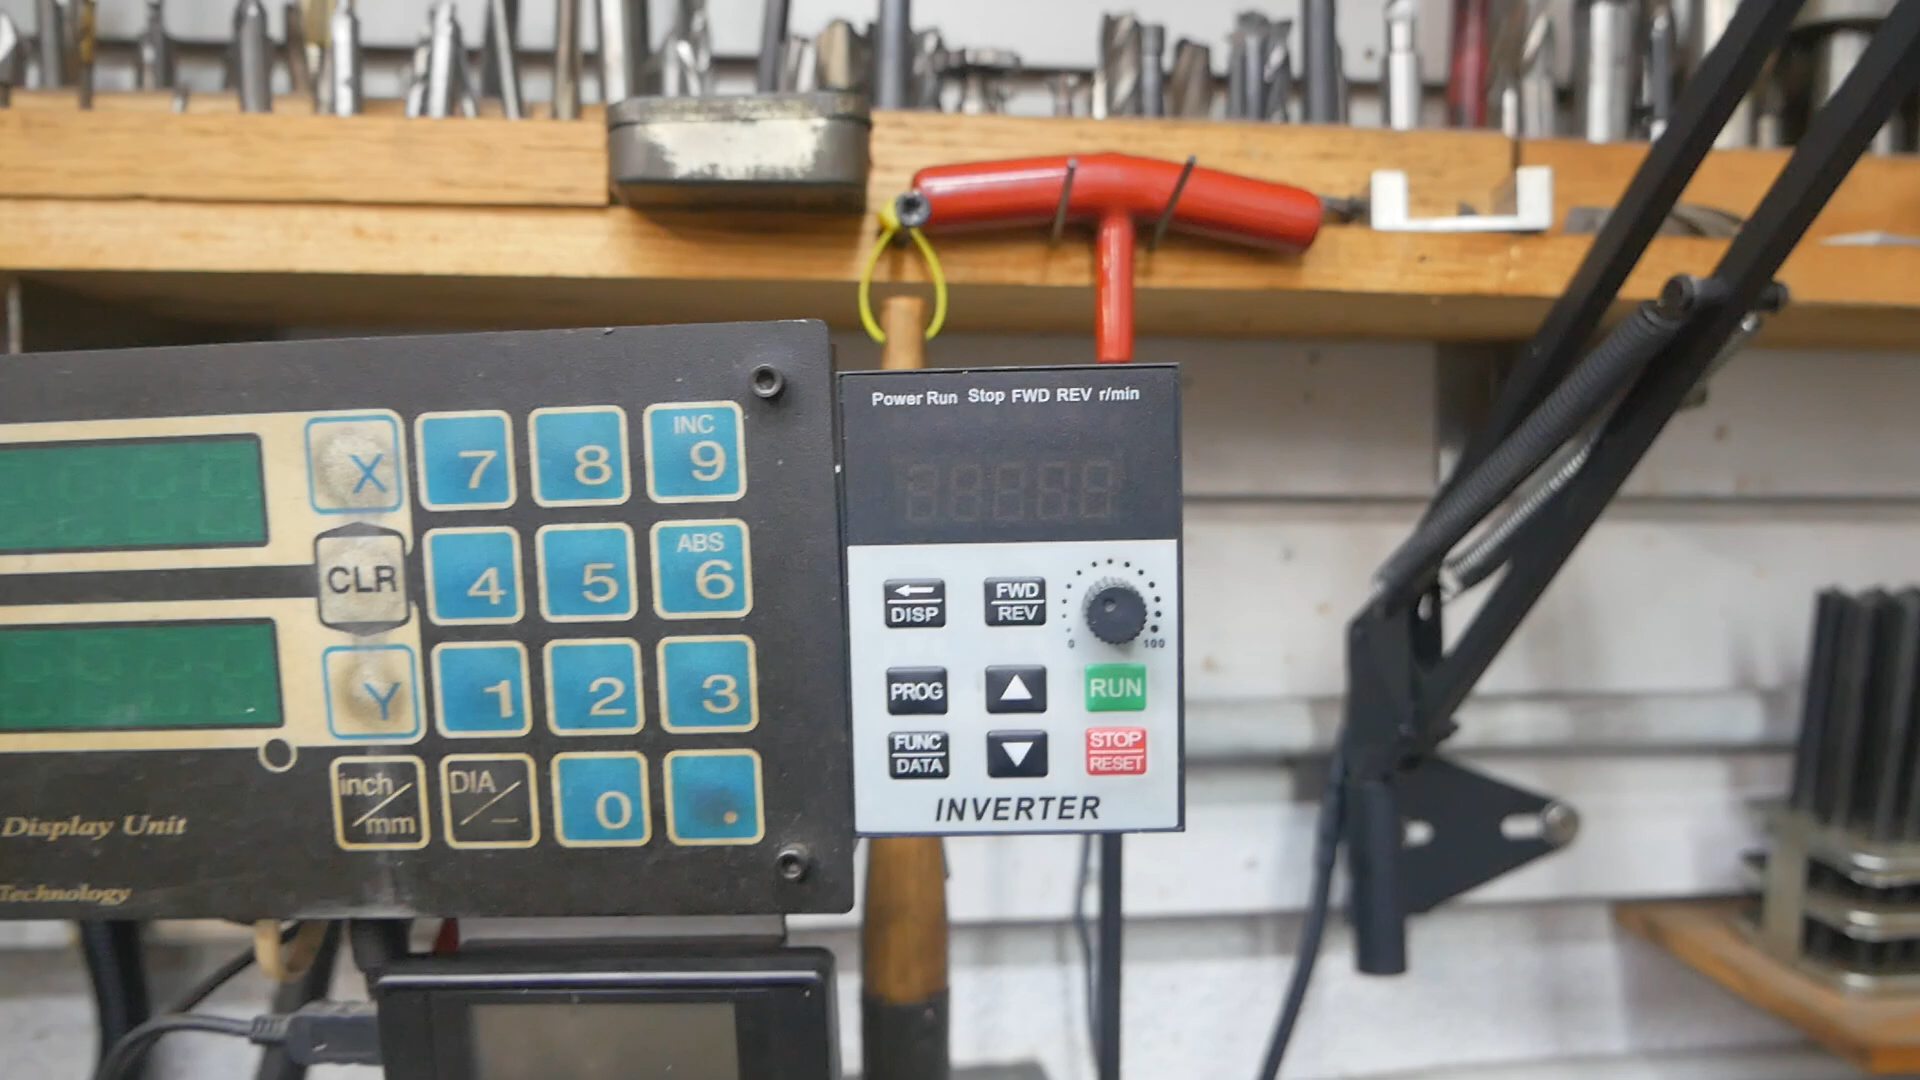 X 7 8 INC 9
CLR 4 5 ABS 6
Y 1 2 3
inch/mm DIA/_ 0 .
Display Unit
Technology
Power Run Stop FWD REV r/min
DISP FWD REV
0 100
PROG RUN
FUNC DATA STOP RESET
INVERTER